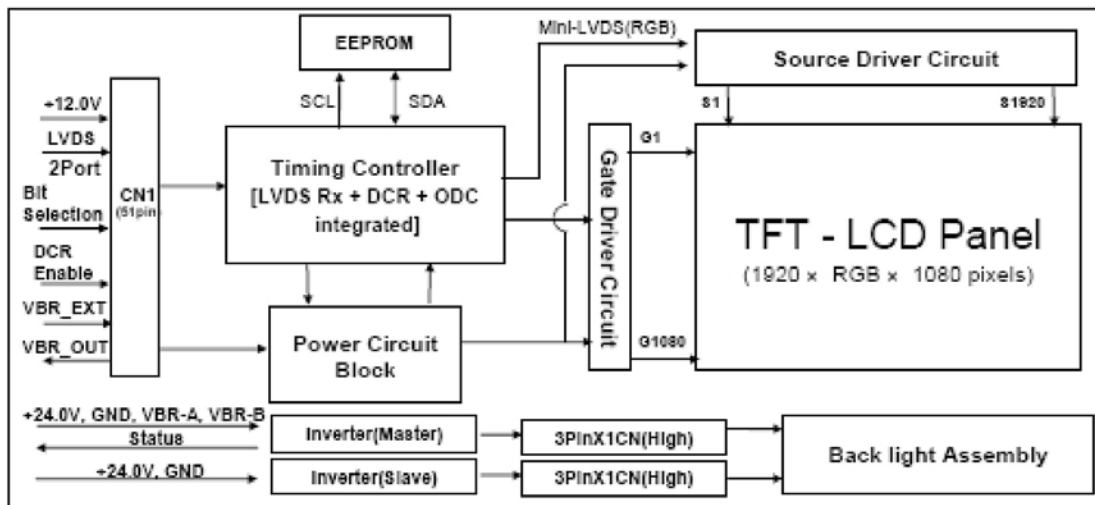 Mini-LVDS(RGB)
EEPROM
Source Driver Circuit
SCL
SDA
S1
S1920
+12.0V
LVDS
2Port
Bit
Selection
DCR
Enable
VBR_EXT
VBR_OUT
CN1
(51pin)
Timing Controller
[LVDS Rx + DCR + ODC
integrated]
Power Circuit
Block
Gate Driver Circuit
G1
G1080
TFT - LCD Panel
(1920 × RGB × 1080 pixels)
+24.0V, GND, VBR-A, VBR-B
Status
+24.0V, GND
Inverter(Master)
Inverter(Slave)
3PinX1CN(High)
3PinX1CN(High)
Back light Assembly